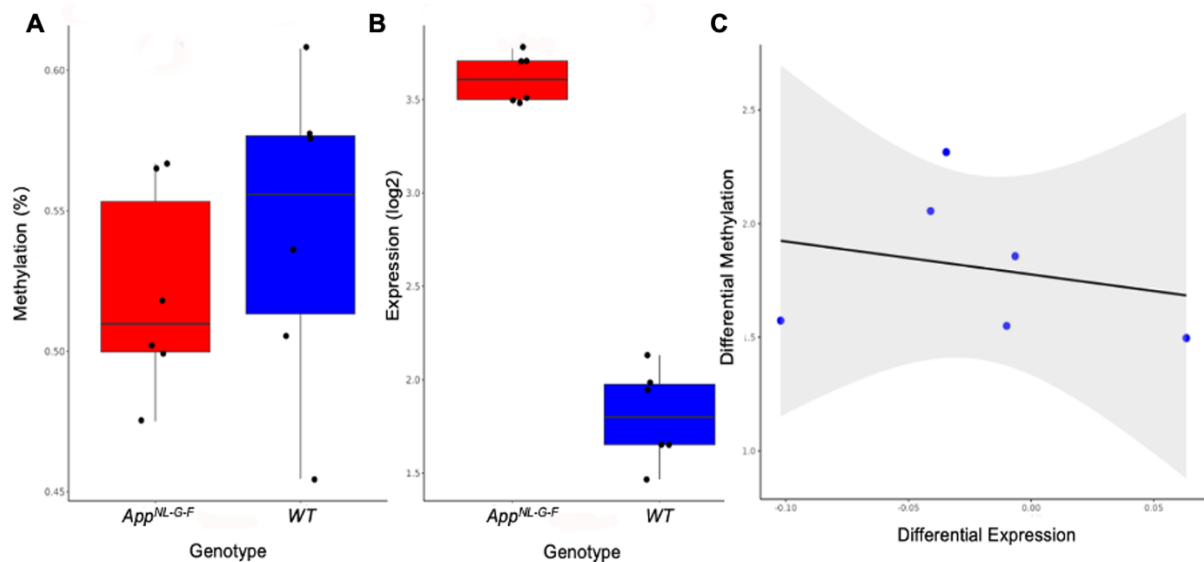 A
B
C
Methylation (%)
0.60
0.55
0.50
0.45
App^NL-G-F
WT
Genotype
Expression (log2)
3.5
3.0
2.5
2.0
1.5
App^NL-G-F
WT
Genotype
Differential Methylation
2.5
2.0
1.5
1.0
-0.10
-0.05
0.00
0.05
Differential Expression